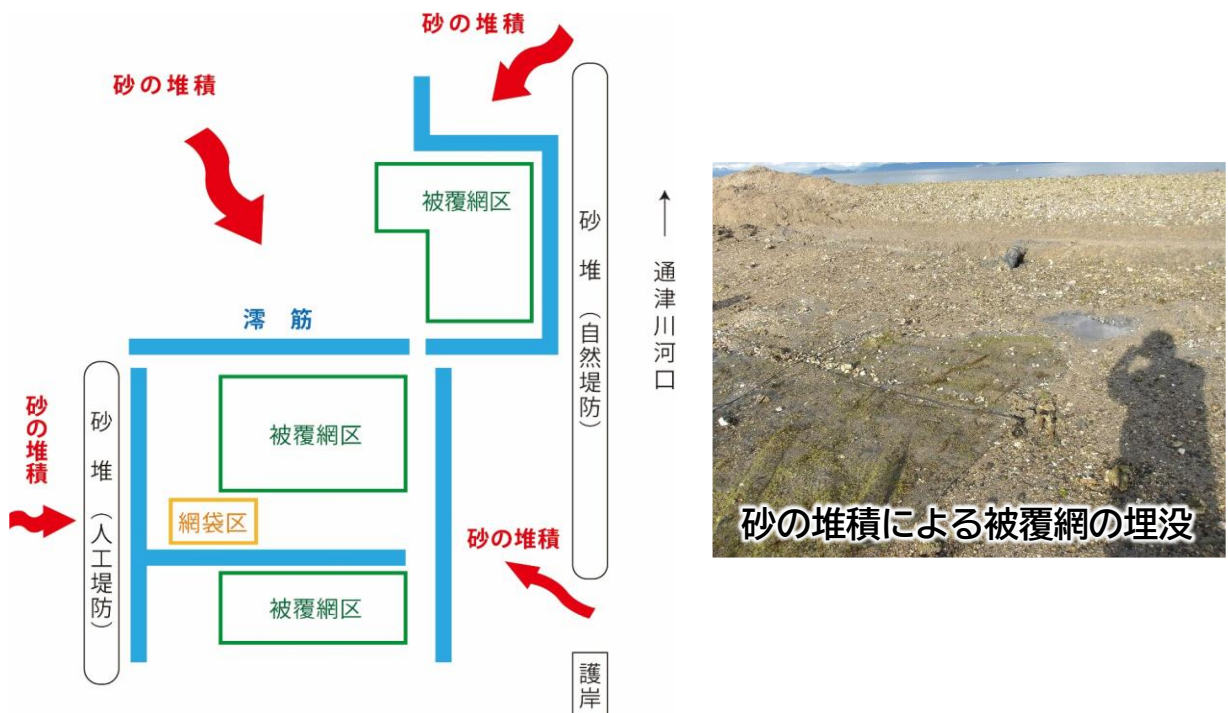 砂の堆積
砂の堆積
被覆網区
砂堆（自然堤防）
↑通津川河口
澪筋
砂の堆積
砂堆（人工堤防）
被覆網区
網袋区
砂の堆積
被覆網区
護岸
砂の堆積による被覆網の埋没